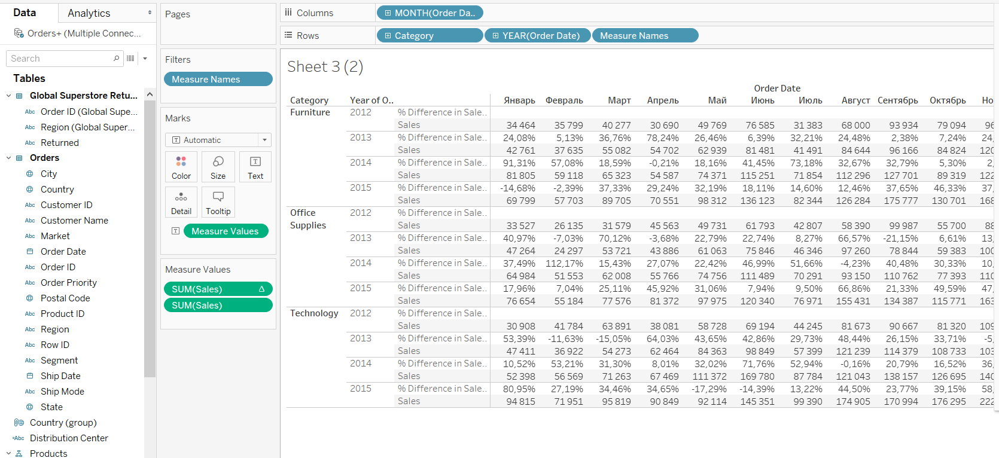 Data Analytics Pages Columns MONTH(Order Da..
Orders+ (Multiple Connec... Rows Category YEAR(Order Date) Measure Names
Search
Tables
Global Superstore Retu...
Abc Order ID (Global Supe...
Abc Region (Global Super...
Abc Returned
Orders
City
Country
Abc Customer ID
Abc Customer Name
Abc Market
Order Date
Abc Order ID
Abc Order Priority
Postal Code
Abc Product ID
Abc Region
Abc Row ID
Abc Segment
Ship Date
Abc Ship Mode
State
Country (group)
=Abc Distribution Center
Products
Filters
Measure Names
Marks
T Automatic
Color Size T Text
Detail Tooltip
T Measure Values
Measure Values
SUM(Sales) Δ
SUM(Sales)
Sheet 3 (2)
Order Date
Category Year of O.. Январь Февраль Март Апрель Май Июнь Июль Август Сентябрь Октябрь Но
Furniture 2012 % Difference in Sale..
Sales 34 464 35 799 40 277 30 690 49 769 76 585 31 383 68 000 93 934 79 094 96
2013 % Difference in Sale.. 24,08% 5,13% 36,76% 78,24% 26,46% 6,39% 32,21% 24,48% 2,38% 7,24% 24,
Sales 42 761 37 635 55 082 54 702 62 939 81 481 41 491 84 644 96 166 84 824 120
2014 % Difference in Sale.. 91,31% 57,08% 18,59% -0,21% 18,16% 41,45% 73,18% 32,67% 32,79% 5,30% 2,
Sales 81 805 59 118 65 323 54 587 74 371 115 251 71 854 112 296 127 701 89 319 122
2015 % Difference in Sale.. -14,68% -2,39% 37,33% 29,24% 32,19% 18,11% 14,60% 12,46% 37,65% 46,33% 37,
Sales 69 799 57 703 89 705 70 551 98 312 136 123 82 344 126 284 175 777 130 701 168
Office 2012 % Difference in Sale..
Supplies Sales 33 527 26 135 31 579 45 563 49 731 61 793 42 807 58 390 99 987 55 700 88
2013 % Difference in Sale.. 40,97% -7,03% 70,12% -3,68% 22,79% 22,74% 8,27% 66,57% -21,15% 6,61% 13,
Sales 47 264 24 297 53 721 43 886 61 063 75 846 46 346 97 260 78 844 59 383 100
2014 % Difference in Sale.. 37,49% 112,17% 15,43% 27,07% 22,42% 46,99% 51,66% -4,23% 40,48% 30,33% 10,
Sales 64 984 51 553 62 008 55 766 74 756 111 489 70 291 93 150 110 762 77 393 110
2015 % Difference in Sale.. 17,96% 7,04% 25,11% 45,92% 31,06% 7,94% 9,50% 66,86% 21,33% 49,59% 47,
Sales 76 654 55 184 77 576 81 372 97 975 120 340 76 971 155 431 134 387 115 771 163
Technology 2012 % Difference in Sale..
Sales 30 908 41 784 63 891 38 081 58 728 69 194 44 245 81 673 90 667 81 320 109
2013 % Difference in Sale.. 53,39% -11,63% -15,05% 64,03% 43,65% 42,86% 29,73% 48,44% 26,15% 33,71% -5,
Sales 47 411 36 922 54 273 62 464 84 363 98 849 57 399 121 239 114 379 108 733 103
2014 % Difference in Sale.. 10,52% 53,21% 31,30% 8,01% 32,02% 71,76% 52,94% -0,16% 20,79% 16,52% 36,
Sales 52 398 56 569 71 263 67 469 111 372 169 780 87 784 121 043 138 157 126 695 140
2015 % Difference in Sale.. 80,95% 27,19% 34,46% 34,65% -17,29% -14,39% 13,22% 44,50% 23,77% 39,15% 58,
Sales 94 815 71 951 95 819 90 849 92 114 145 351 99 390 174 905 170 994 176 295 222